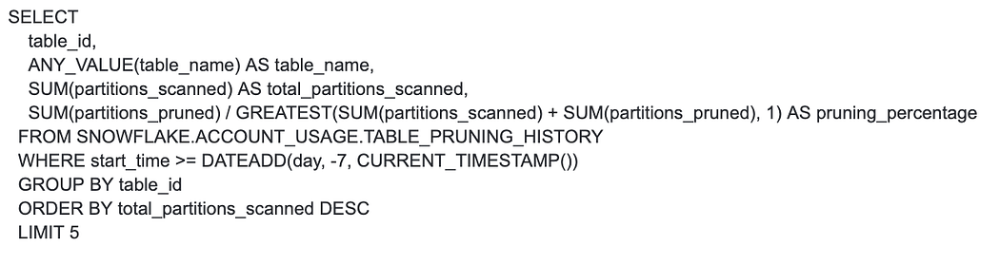 SELECT
table_id,
ANY_VALUE(table_name) AS table_name,
SUM(partitions_scanned) AS total_partitions_scanned,
SUM(partitions_pruned) / GREATEST(SUM(partitions_scanned) + SUM(partitions_pruned), 1) AS pruning_percentage
FROM SNOWFLAKE.ACCOUNT_USAGE.TABLE_PRUNING_HISTORY
WHERE start_time >= DATEADD(day, -7, CURRENT_TIMESTAMP())
GROUP BY table_id
ORDER BY total_partitions_scanned DESC
LIMIT 5